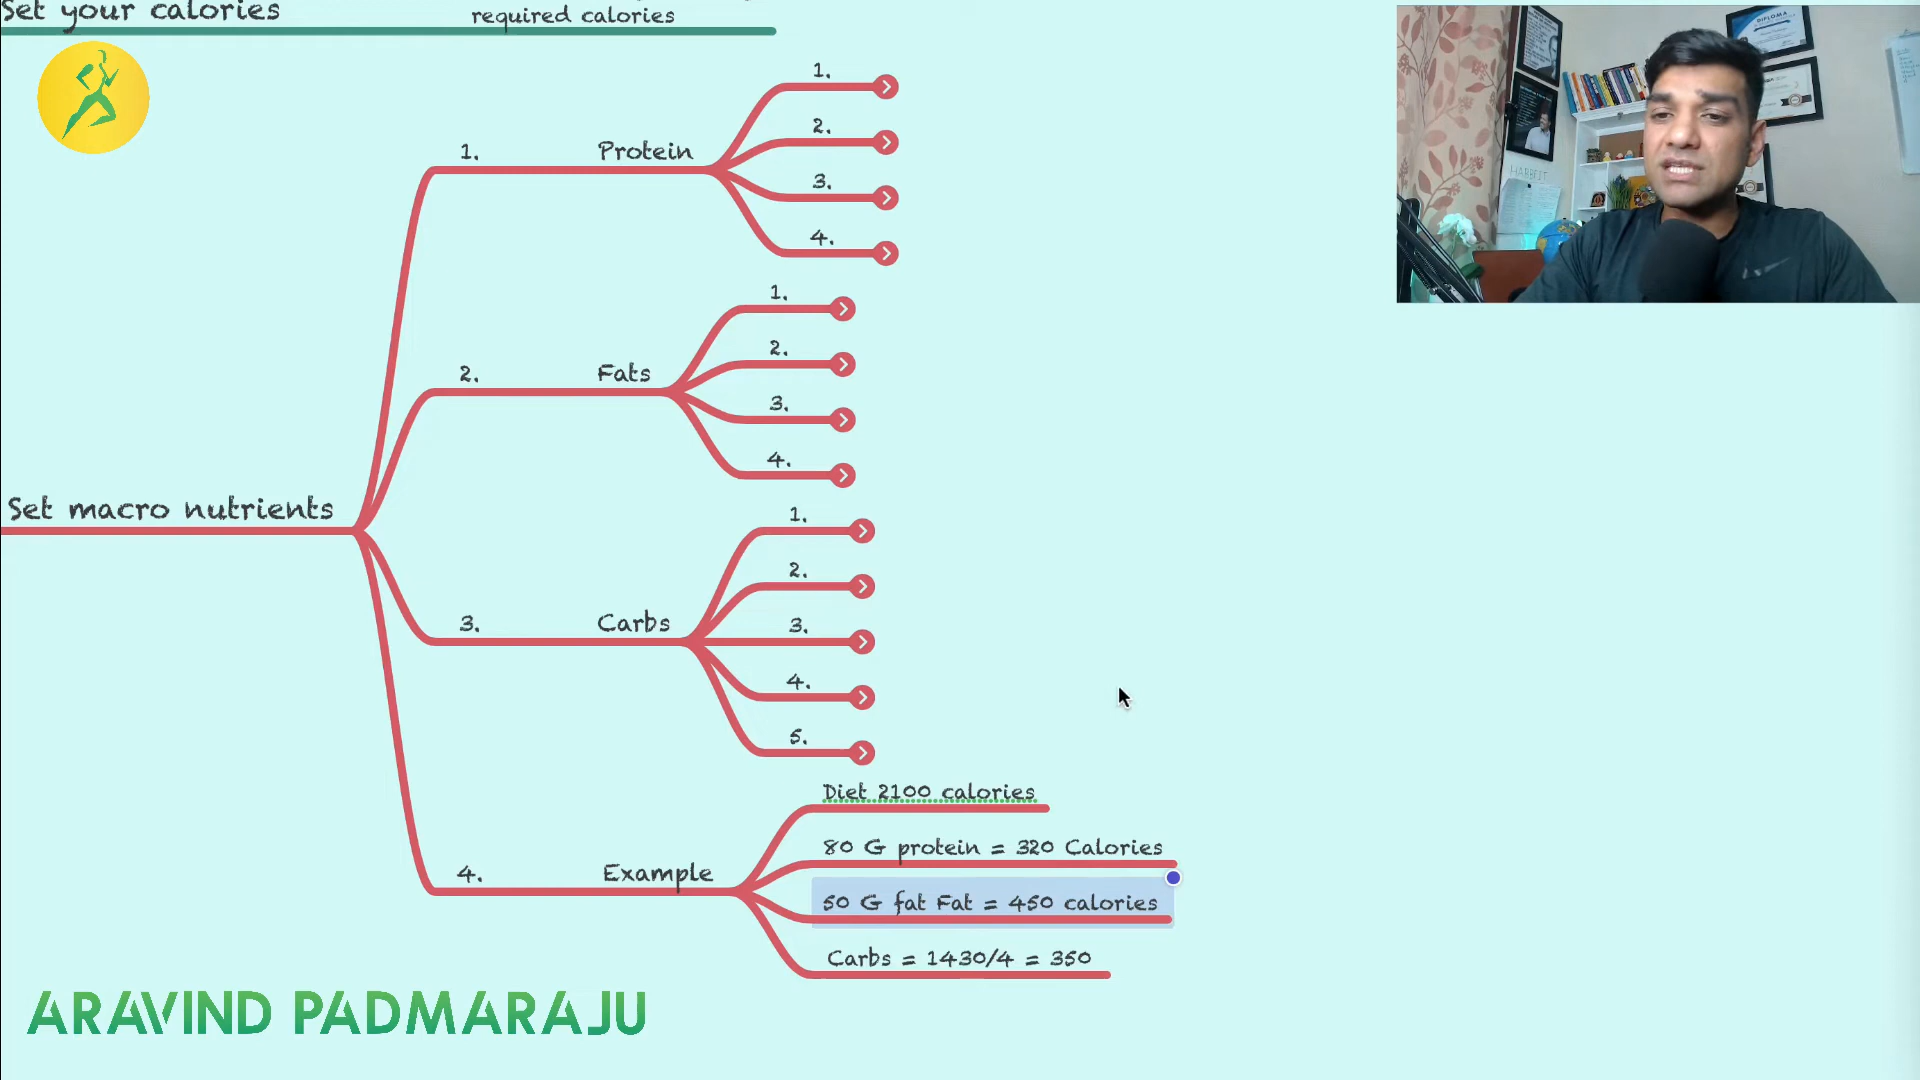 Set your calories
required calories
1. Protein
1.
2.
3.
4.
2. Fats
1.
2.
3.
4.
Set macro nutrients
3. Carbs
1.
2.
3.
4.
5.
4. Example
Diet 2100 calories
80 G protein = 320 Calories
50 G fat Fat = 450 calories
Carbs = 1430/4 = 350
ARAVIND PADMARAJU
DIPLOMA